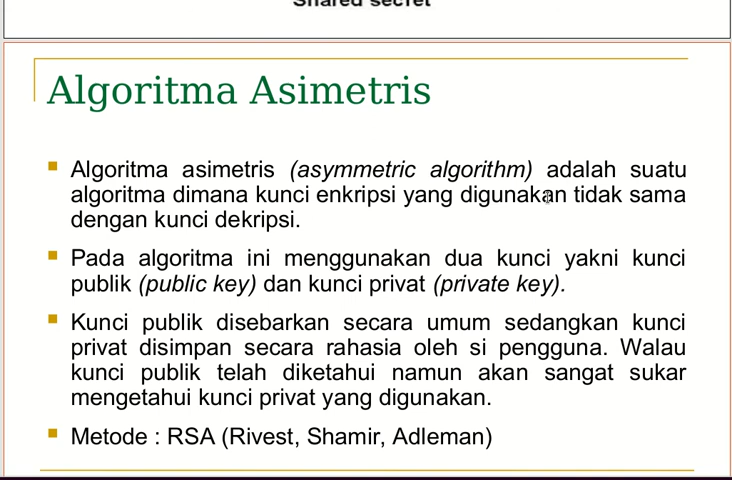 Shared secret
Algoritma Asimetris
Algoritma asimetris (asymmetric algorithm) adalah suatu
algoritma dimana kunci enkripsi yang digunakan tidak sama
dengan kunci dekripsi.
Pada algoritma ini menggunakan dua kunci yakni kunci
publik (public key) dan kunci privat (private key).
Kunci publik disebarkan secara umum sedangkan kunci
privat disimpan secara rahasia oleh si pengguna. Walau
kunci publik telah diketahui namun akan sangat sukar
mengetahui kunci privat yang digunakan.
Metode : RSA (Rivest, Shamir, Adleman)